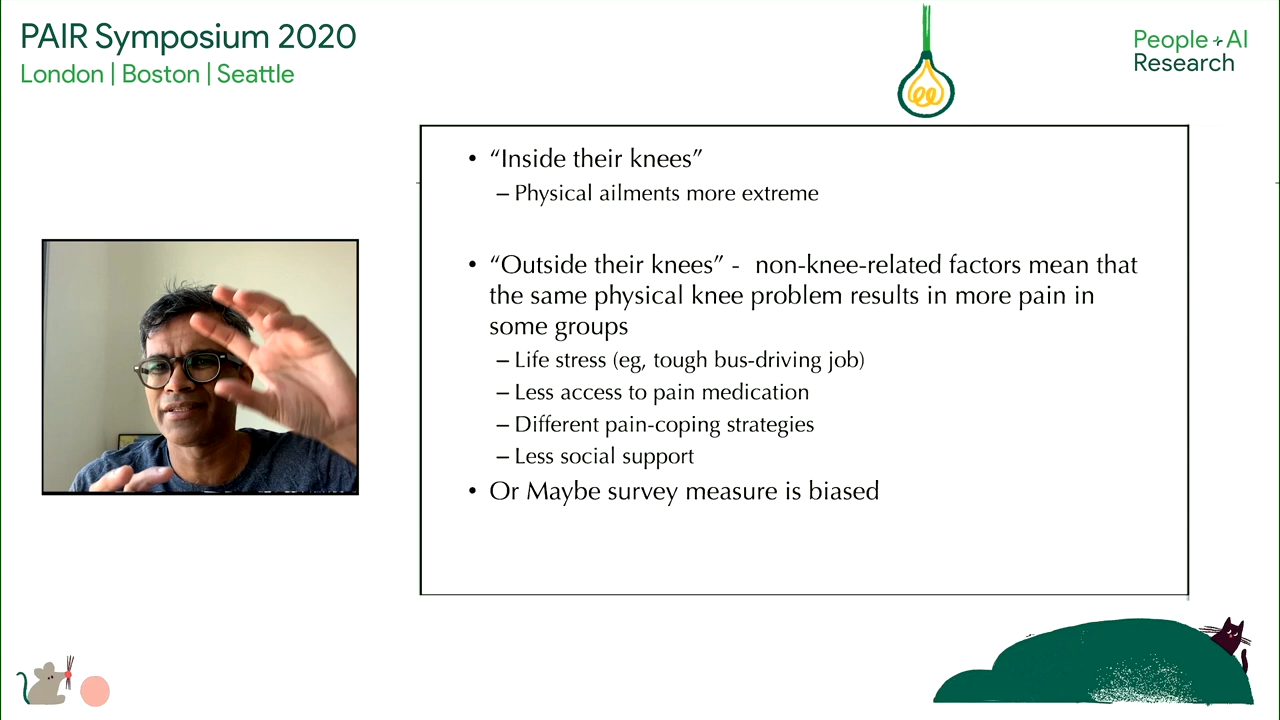 PAIR Symposium 2020
London | Boston | Seattle
People + AI
Research
• “Inside their knees”
– Physical ailments more extreme
• “Outside their knees” - non-knee-related factors mean that
the same physical knee problem results in more pain in
some groups
– Life stress (eg, tough bus-driving job)
– Less access to pain medication
– Different pain-coping strategies
– Less social support
• Or Maybe survey measure is biased